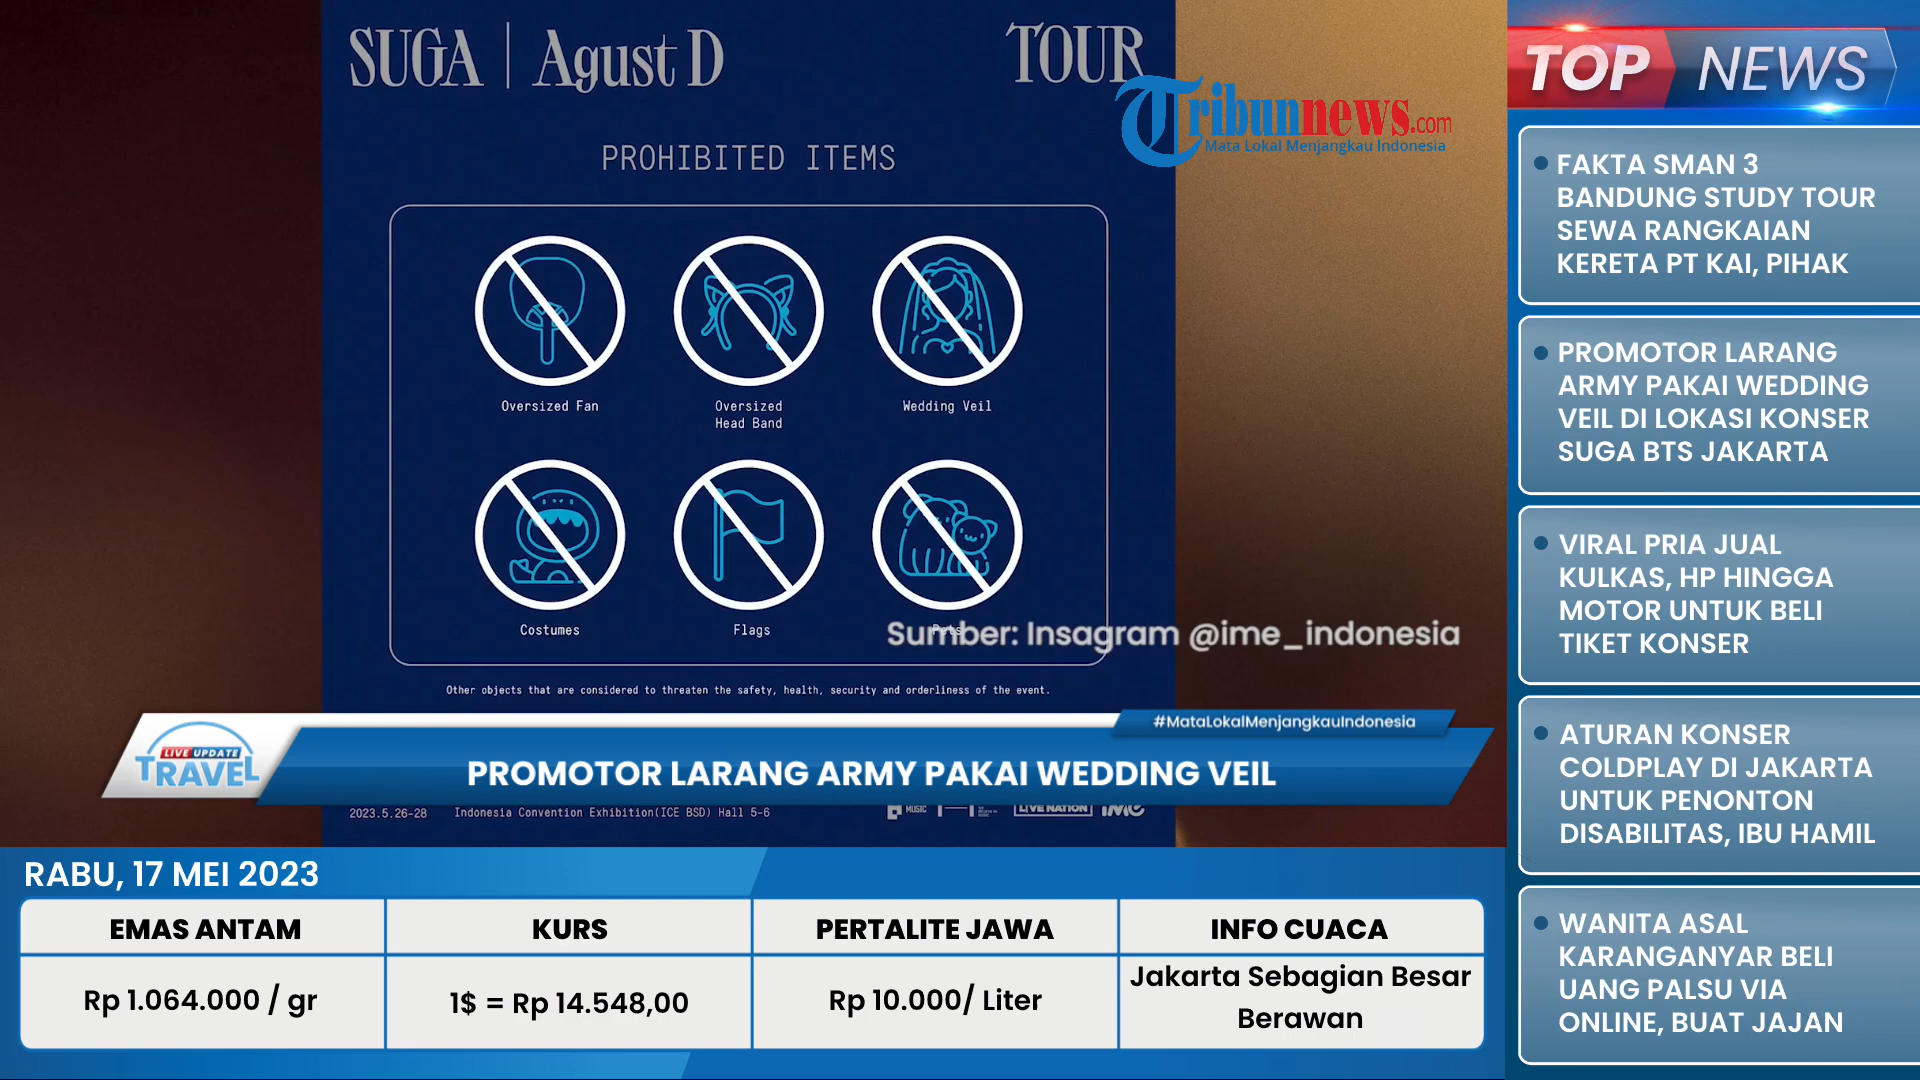 SUGA | Agust D
TOUR
Tribunnews.com
Mata Lokal Menjangkau Indonesia
PROHIBITED ITEMS
Oversized Fan
Oversized
Head Band
Wedding Veil
Costumes
Flags
Pets
Sumber: Insagram @ime_indonesia
Other objects that are considered to threaten the safety, health, security and orderliness of the event.
#MataLokalMenjangkauIndonesia
LIVE UPDATE
TRAVEL
PROMOTOR LARANG ARMY PAKAI WEDDING VEIL
2023.5.26-28
Indonesia Convention Exhibition(ICE BSD) Hall 5-6
MUSIC
LIVE NATION
IME
RABU, 17 MEI 2023
EMAS ANTAM
KURS
PERTALITE JAWA
INFO CUACA
Rp 1.064.000 / gr
1$ = Rp 14.548,00
Rp 10.000/ Liter
Jakarta Sebagian Besar
Berawan
TOP NEWS
FAKTA SMAN 3
BANDUNG STUDY TOUR
SEWA RANGKAIAN
KERETA PT KAI, PIHAK
PROMOTOR LARANG
ARMY PAKAI WEDDING
VEIL DI LOKASI KONSER
SUGA BTS JAKARTA
VIRAL PRIA JUAL
KULKAS, HP HINGGA
MOTOR UNTUK BELI
TIKET KONSER
ATURAN KONSER
COLDPLAY DI JAKARTA
UNTUK PENONTON
DISABILITAS, IBU HAMIL
WANITA ASAL
KARANGANYAR BELI
UANG PALSU VIA
ONLINE, BUAT JAJAN